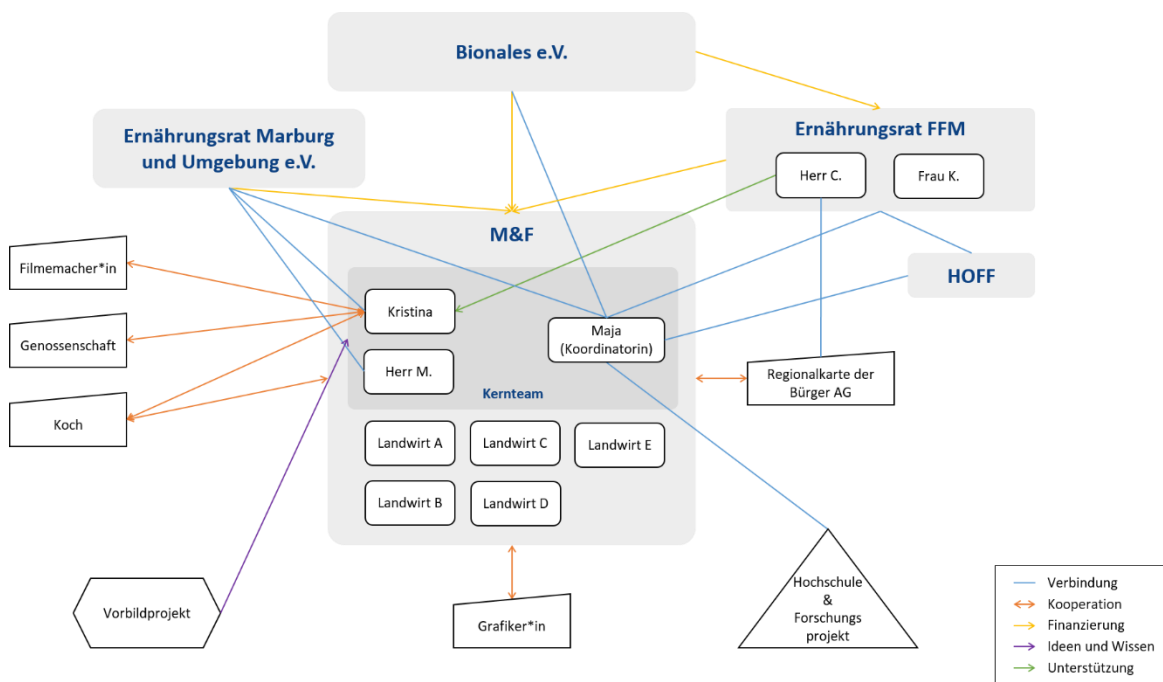 Bionales e.V.
Ernährungsrat Marburg
und Umgebung e.V.
Ernährungsrat FFM
Herr C.
Frau K.
M&F
HOFF
Filmemacher*in
Genossenschaft
Koch
Kristina
Maja
(Koordinatorin)
Herr M.
Kernteam
Regionalkarte der
Bürger AG
Landwirt A
Landwirt C
Landwirt E
Landwirt B
Landwirt D
Vorbildprojekt
Grafiker*in
Hochschule
&
Forschungs
projekt
Verbindung
Kooperation
Finanzierung
Ideen und Wissen
Unterstützung